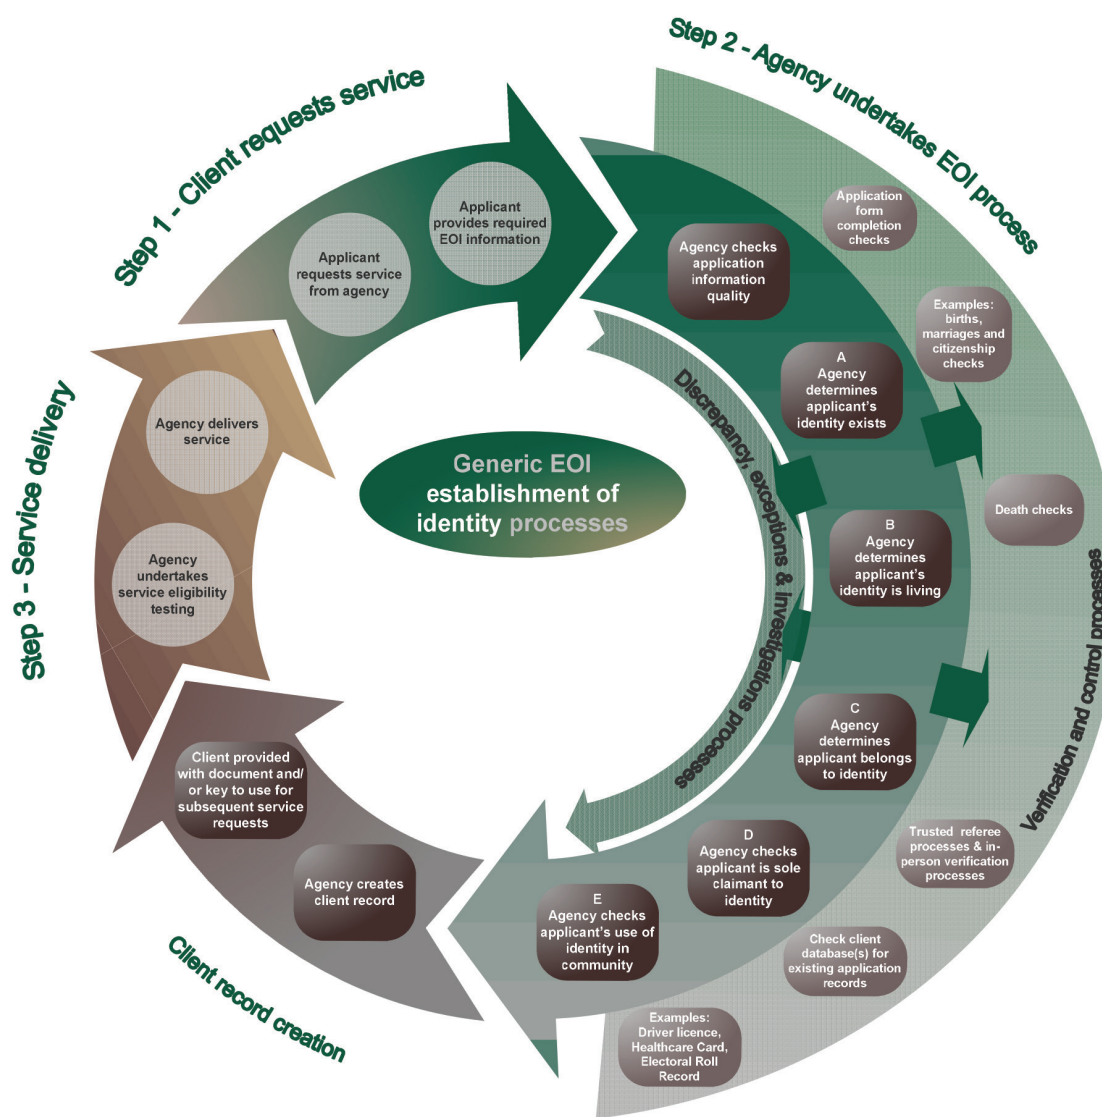 Step 1 - Client requests service
Applicant
requests service
from agency
Applicant
provides required
EOI information
Step 2 - Agency undertakes EOI process
Agency checks
application
information
quality
A
Agency
determines
applicant's
identity exists
B
Agency
determines
applicant's
identity is living
C
Agency
determines
applicant belongs
to identity
D
Agency checks
applicant is sole
claimant to
identity
E
Agency checks
applicant's use of
identity in
community
Application
form
completion
checks
Examples:
births,
marriages and
citizenship
checks
Death checks
Trusted referee
processes & in-
person verification
processes
Check client
database(s) for
existing application
records
Examples:
Driver licence,
Healthcare Card,
Electoral Roll
Record
Verification and control processes
Discrepancy, exceptions & investigations processes
Generic EOI
establishment of
identity processes
Client record creation
Agency creates
client record
Client provided
with document and/
or key to use for
subsequent service
requests
Step 3 - Service delivery
Agency
undertakes
service eligibility
testing
Agency delivers
service